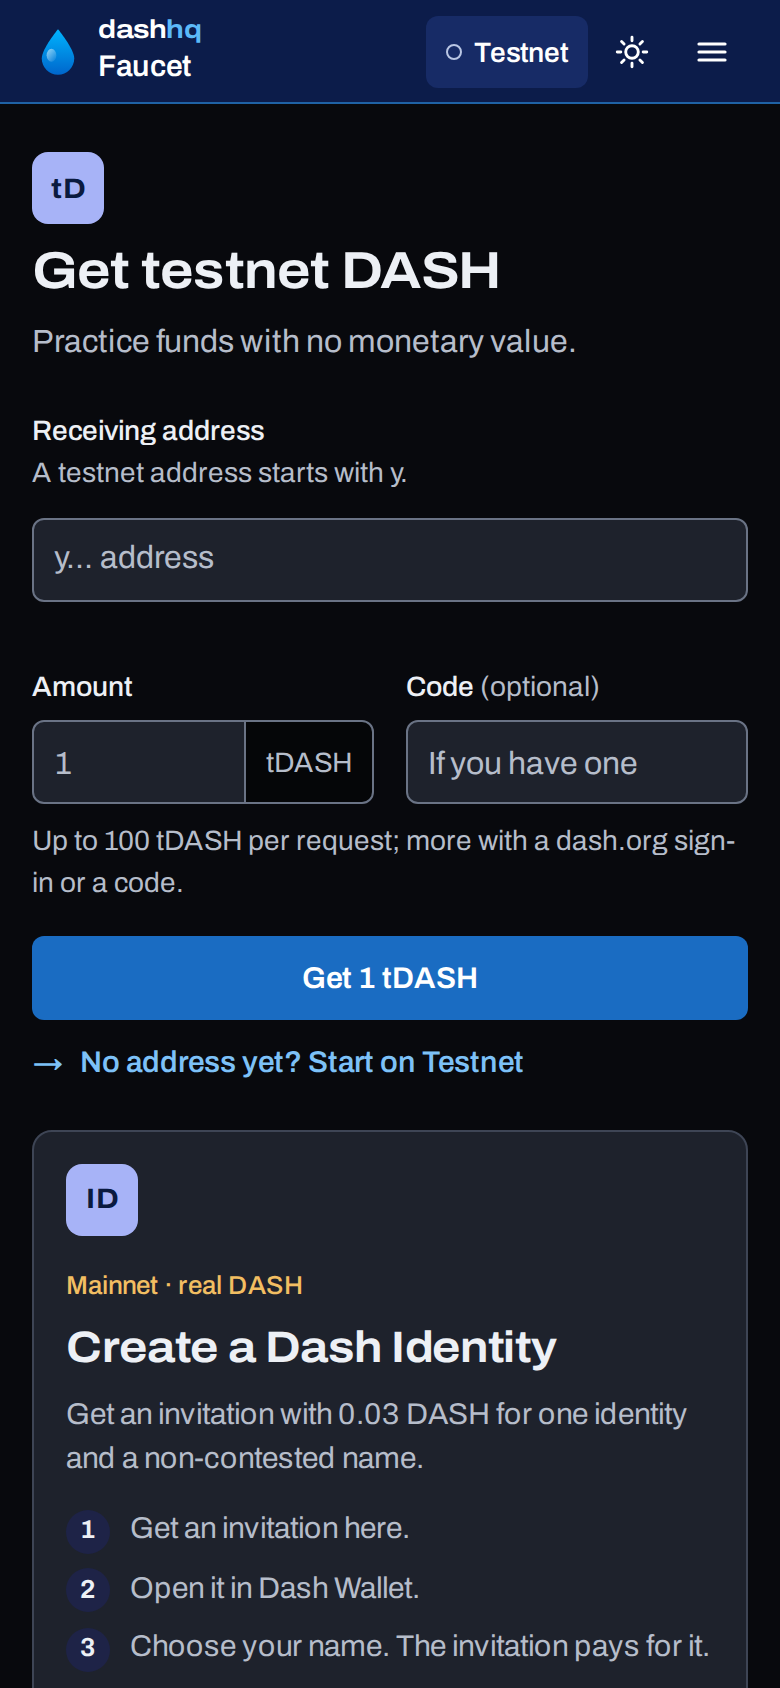 dashhq
Faucet
Testnet
tD
Get testnet DASH
Practice funds with no monetary value.
Receiving address
A testnet address starts with y.
y... address
Amount
Code (optional)
1
tDASH
If you have one
Up to 100 tDASH per request; more with a dash.org sign-
in or a code.
Get 1 tDASH
→ No address yet? Start on Testnet
ID
Mainnet · real DASH
Create a Dash Identity
Get an invitation with 0.03 DASH for one identity
and a non-contested name.
1 Get an invitation here.
2 Open it in Dash Wallet.
3 Choose your name. The invitation pays for it.